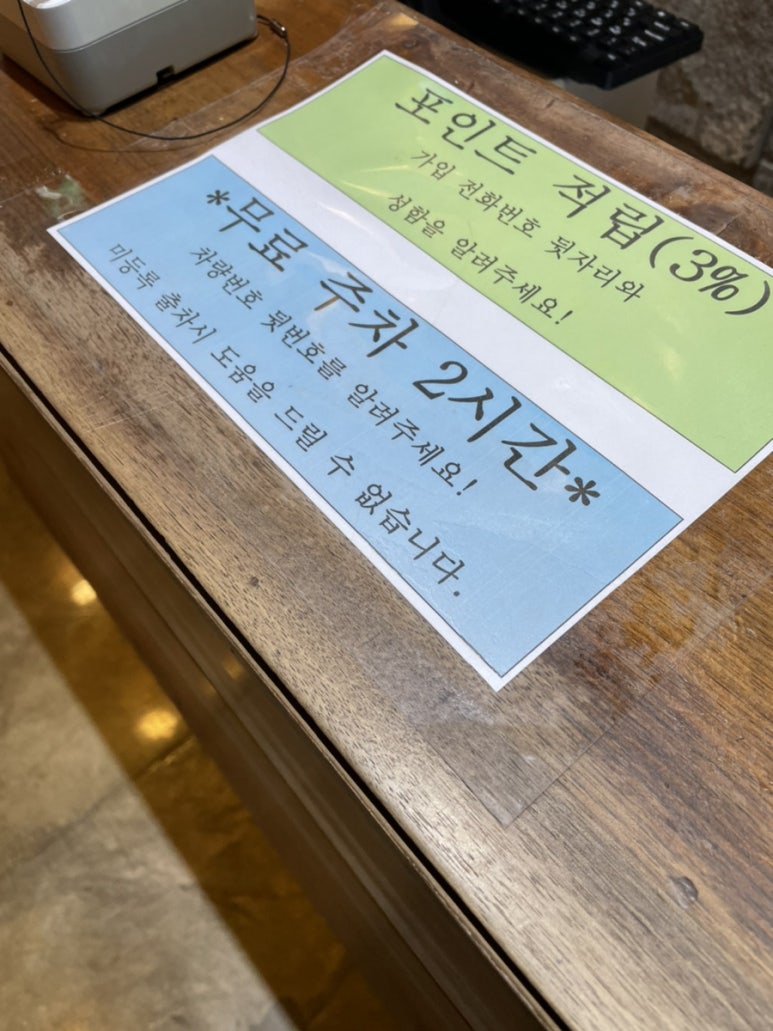 포인트 적립(3%)
가입 전화번호 뒷자리와
성함을 알려주세요!
*무료 주차 2시간*
차량번호 뒷번호를 알려주세요!
미등록 출차시 도움을 드릴 수 없습니다.